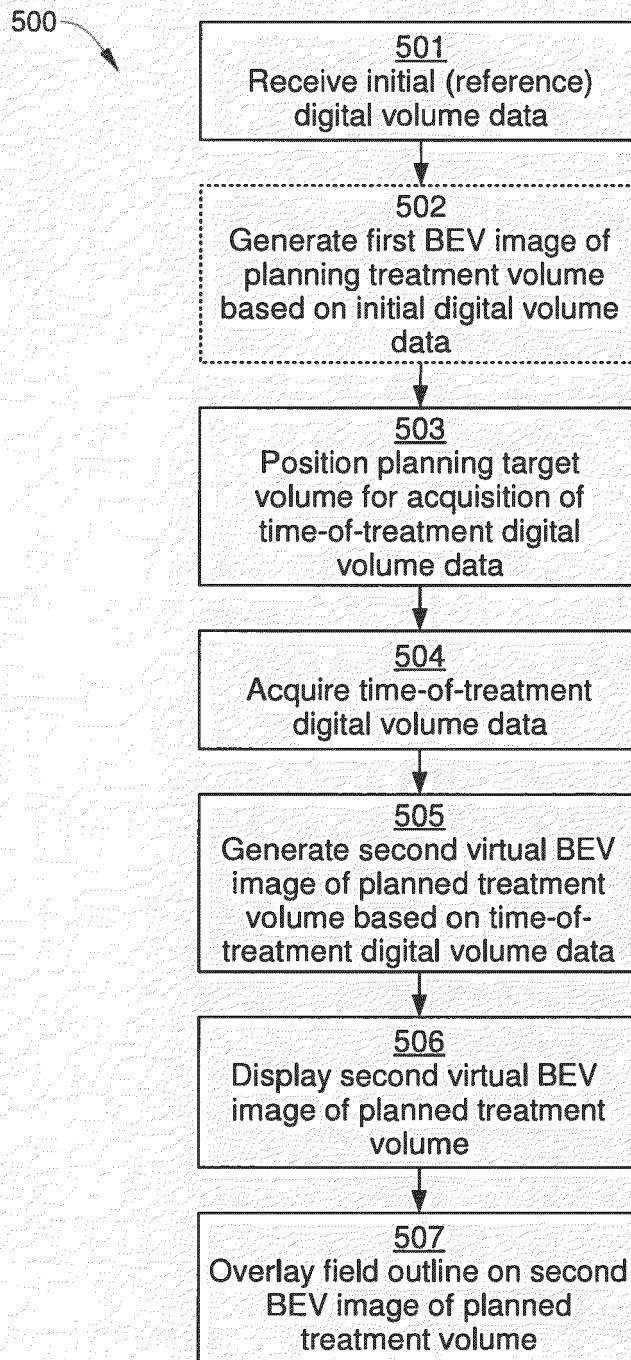 500
501
Receive initial (reference)
digital volume data
502
Generate first BEV image of
planning treatment volume
based on initial digital volume
data
503
Position planning target
volume for acquisition of
time-of-treatment digital
volume data
504
Acquire time-of-treatment
digital volume data
505
Generate second virtual BEV
image of planned treatment
volume based on time-of-
treatment digital volume data
506
Display second virtual BEV
image of planned treatment
volume
507
Overlay field outline on second
BEV image of planned
treatment volume